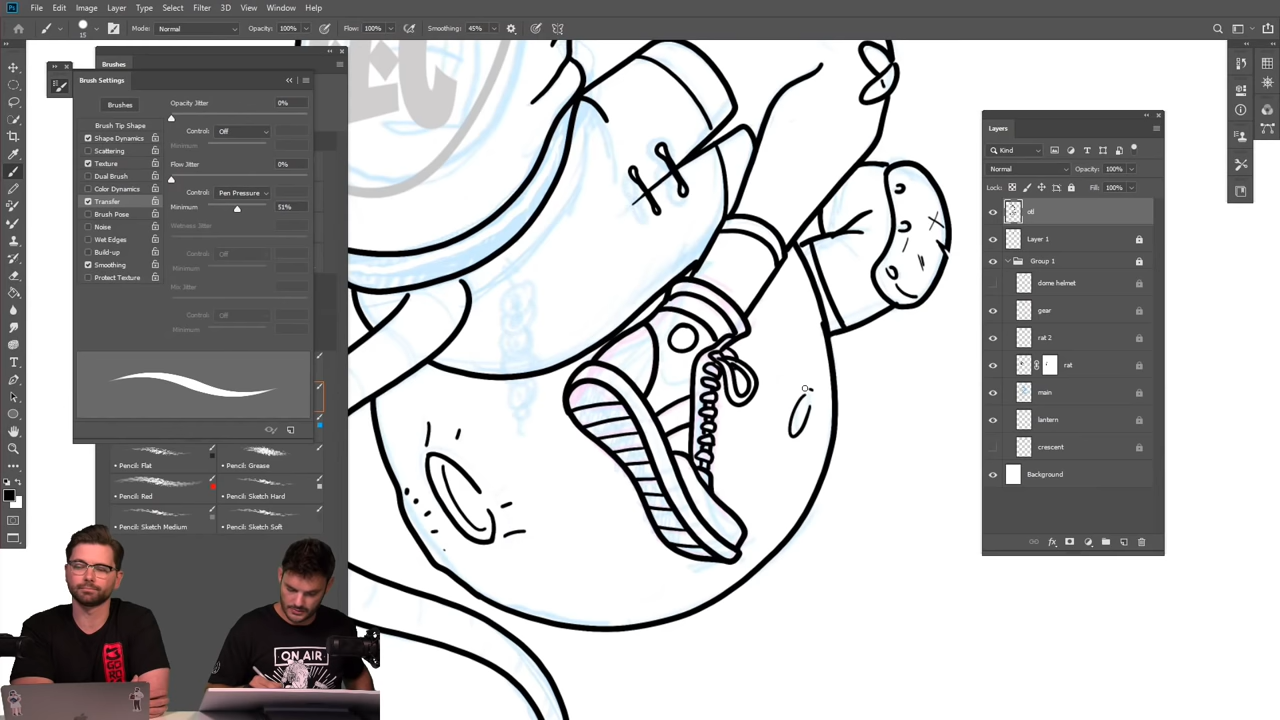 Ps File Edit Image Layer Type Select Filter 3D View Window Help
15 Mode: Normal Opacity: 100% Flow: 100% Smoothing: 45%
Brushes
Brush Settings
Brushes
Brush Tip Shape
Shape Dynamics
Scattering
Texture
Dual Brush
Color Dynamics
Transfer
Brush Pose
Noise
Wet Edges
Build-up
Smoothing
Protect Texture
Opacity Jitter 0%
Control: Off
Minimum
Flow Jitter 0%
Control: Pen Pressure
Minimum 51%
Wetness Jitter
Control: Off
Minimum
Mix Jitter
Control: Off
Minimum
Pencil: Flat Pencil: Grease
Pencil: Red Pencil: Sketch Hard
Pencil: Sketch Medium Pencil: Sketch Soft
Layers
Kind
Normal Opacity: 100%
Lock: Fill: 100%
Layer 1
Group 1
dome helmet
gear
rat 2
rat
main
lantern
crescent
Background
ON AIR